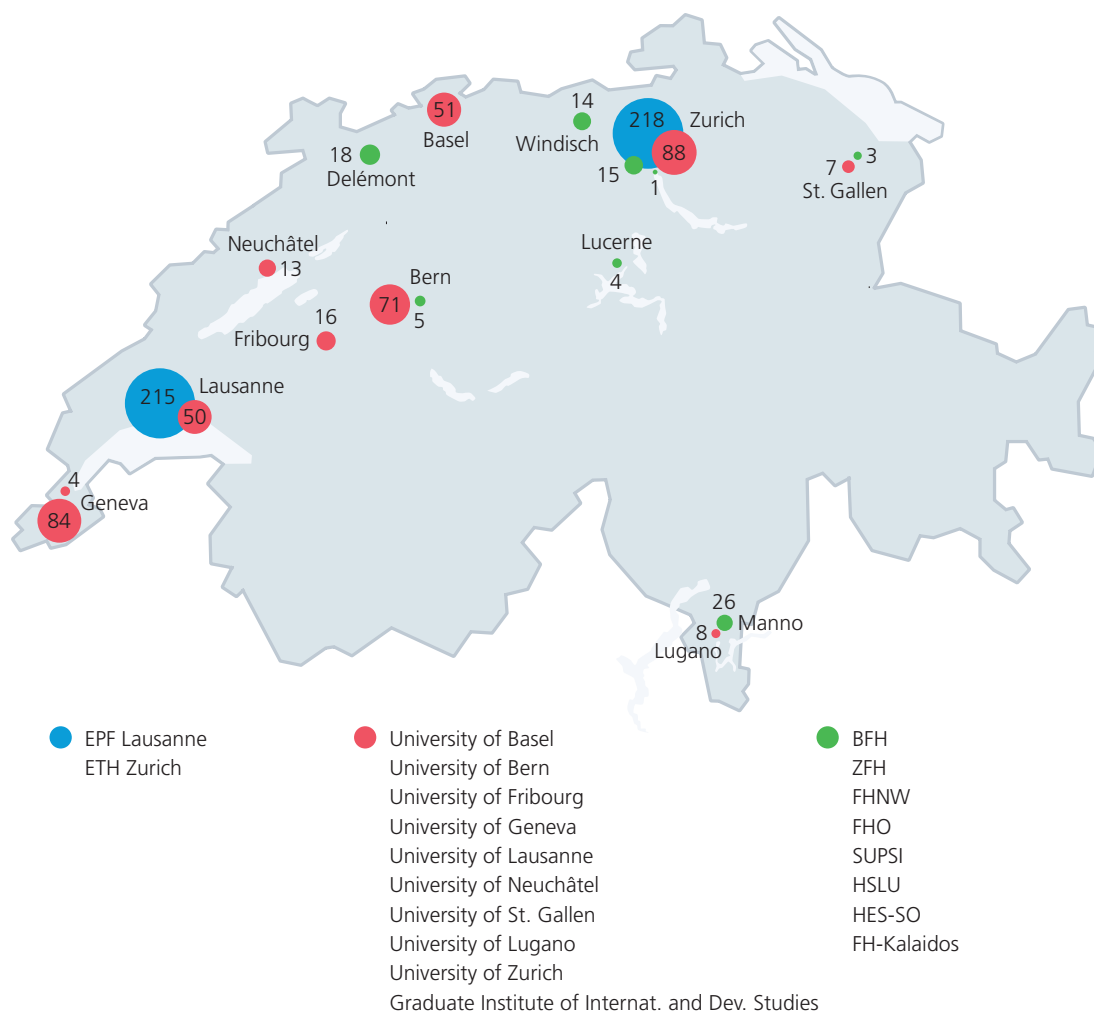 51
Basel
14
Windisch
218
Zurich
88
15
1
3
7
St. Gallen
18
Delémont
Neuchâtel
13
Lucerne
4
Bern
71
5
16
Fribourg
Lausanne
215
50
4
Geneva
84
26
Manno
8
Lugano
EPF Lausanne
ETH Zurich
University of Basel
University of Bern
University of Fribourg
University of Geneva
University of Lausanne
University of Neuchâtel
University of St. Gallen
University of Lugano
University of Zurich
Graduate Institute of Internat. and Dev. Studies
BFH
ZFH
FHNW
FHO
SUPSI
HSLU
HES-SO
FH-Kalaidos